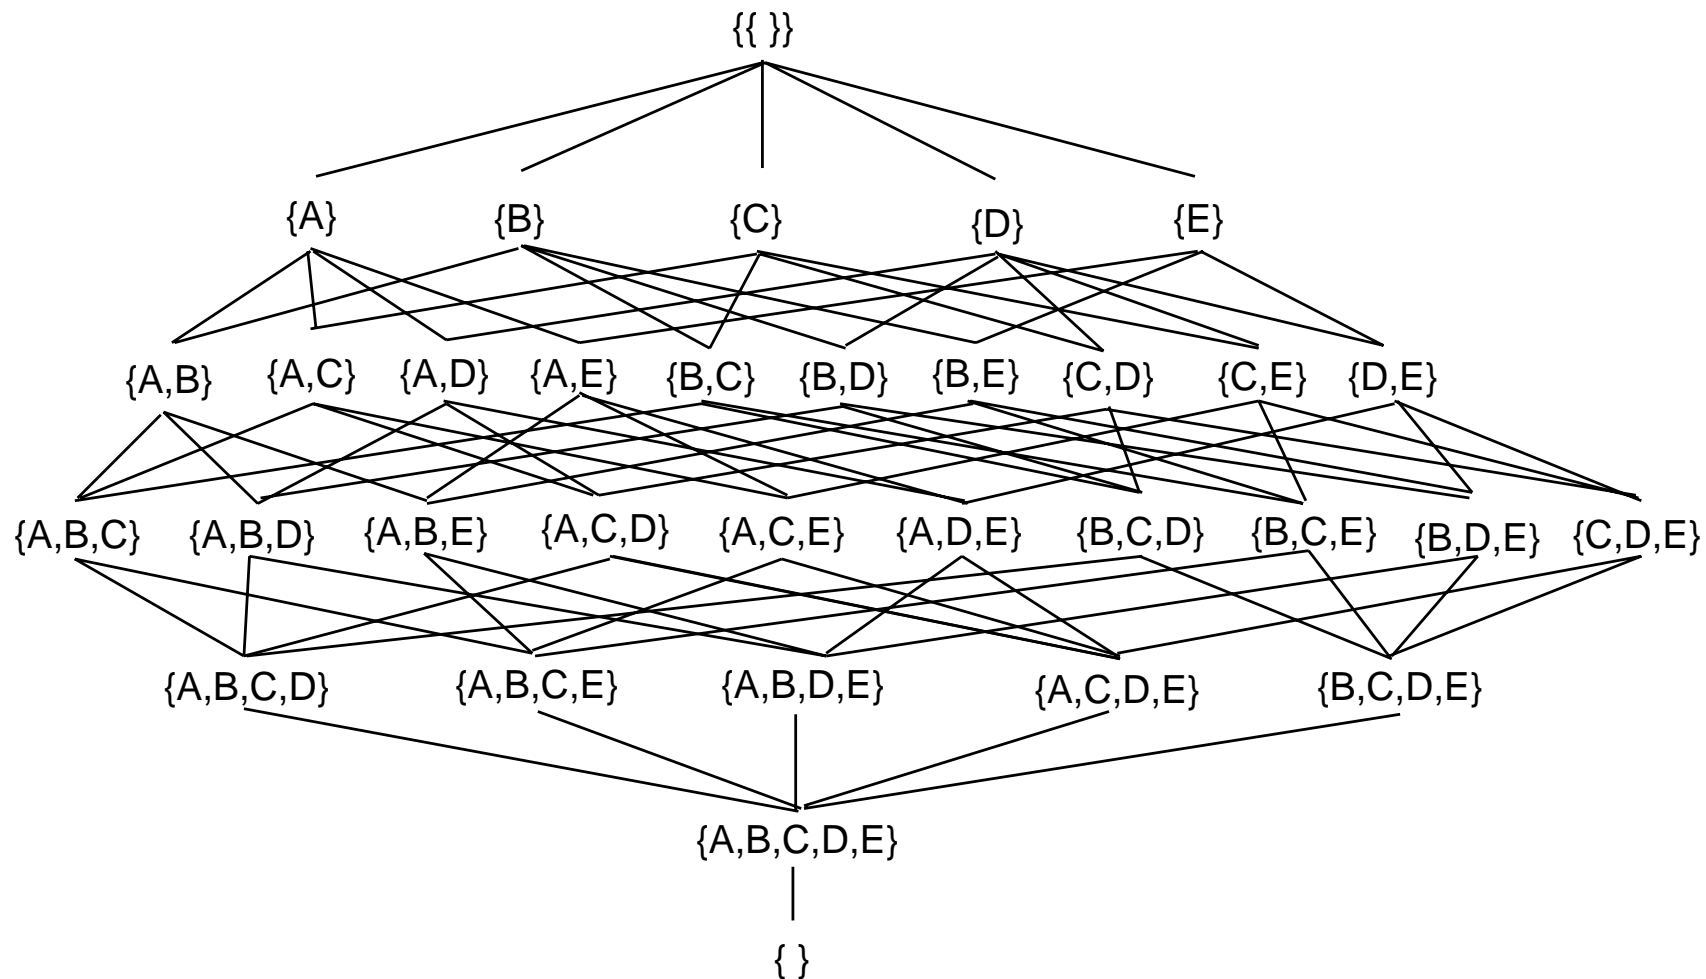 {{ }}
{A} {B} {C} {D} {E}
{A,B} {A,C} {A,D} {A,E} {B,C} {B,D} {B,E} {C,D} {C,E} {D,E}
{A,B,C} {A,B,D} {A,B,E} {A,C,D} {A,C,E} {A,D,E} {B,C,D} {B,C,E} {B,D,E} {C,D,E}
{A,B,C,D} {A,B,C,E} {A,B,D,E} {A,C,D,E} {B,C,D,E}
{A,B,C,D,E}
{ }